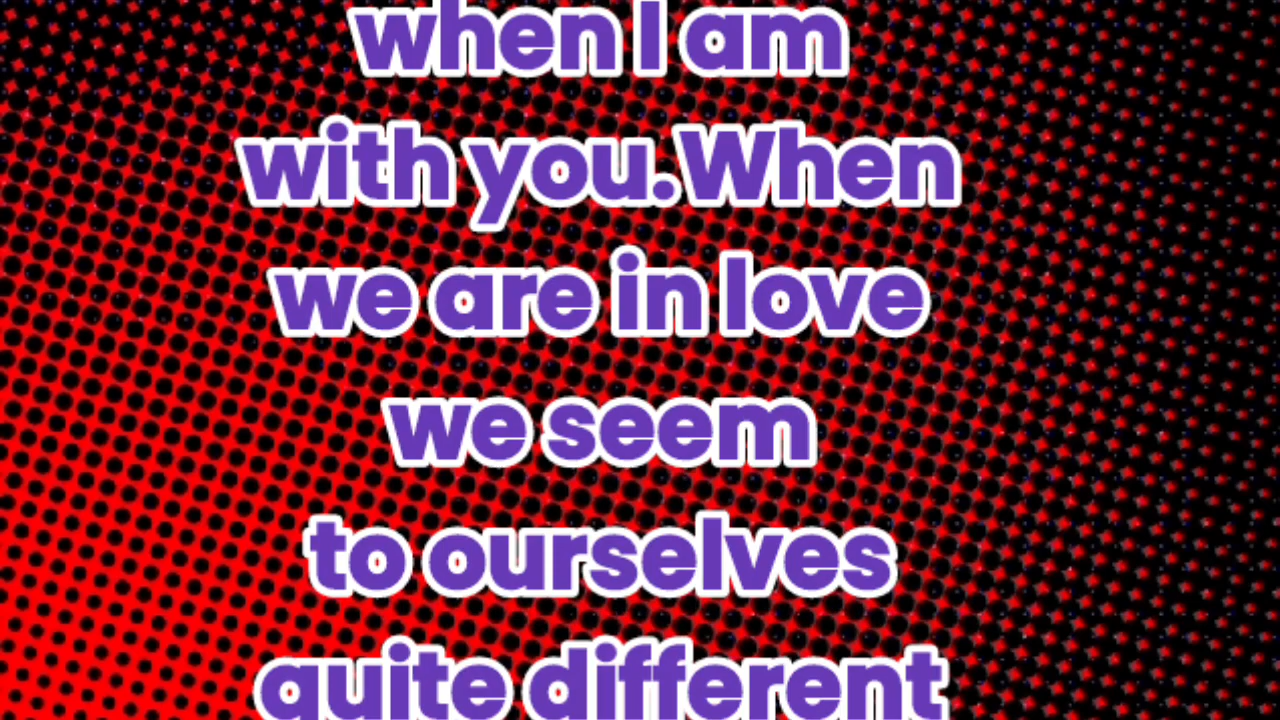 when I am
with you.When
we are in love
we seem
to ourselves
quite different